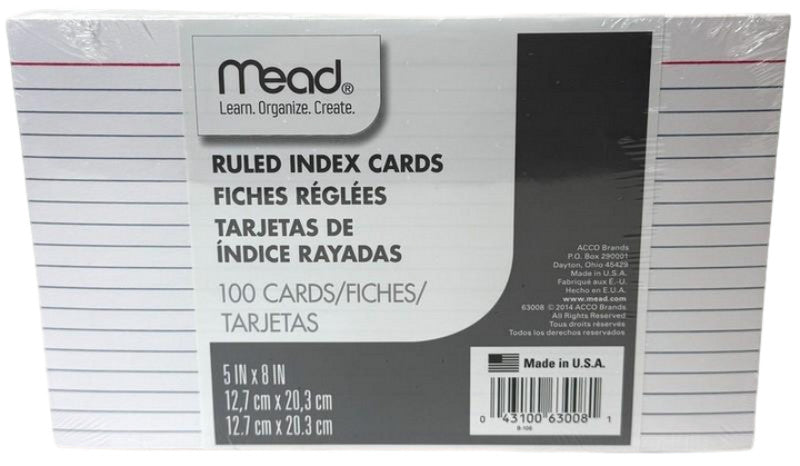 Mead®
Learn. Organize. Create.
RULED INDEX CARDS
FICHES RÉGLÉES
TARJETAS DE
ÍNDICE RAYADAS
100 CARDS/FICHES/
TARJETAS
5 IN x 8 IN
12,7 cm x 20,3 cm
12.7 cm x 20.3 cm
ACCO Brands
P.O. Box 290001
Dayton, Ohio 45429
Made in U.S.A.
Fabriqué aux É.-U.
Hecho en E.U.A.
www.mead.com
63008 © 2014 ACCO Brands.
All Rights Reserved
Tous droits réservés
Todos los derechos reservados
Made in U.S.A.
0 43100 63008 1
B-106